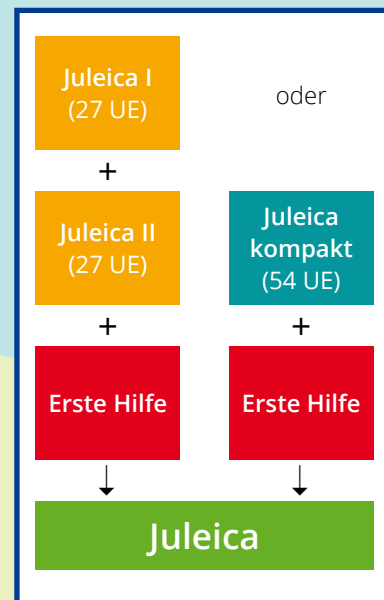 Juleica I
(27 UE)
oder
+
Juleica II
(27 UE)
Juleica
kompakt
(54 UE)
+
+
Erste Hilfe
Erste Hilfe
↓
↓
Juleica